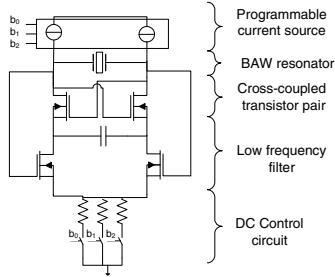 b0
b1
b2
Programmable
current source
BAW resonator
Cross-coupled
transistor pair
Low frequency
filter
DC Control
circuit
b0 b1 b2